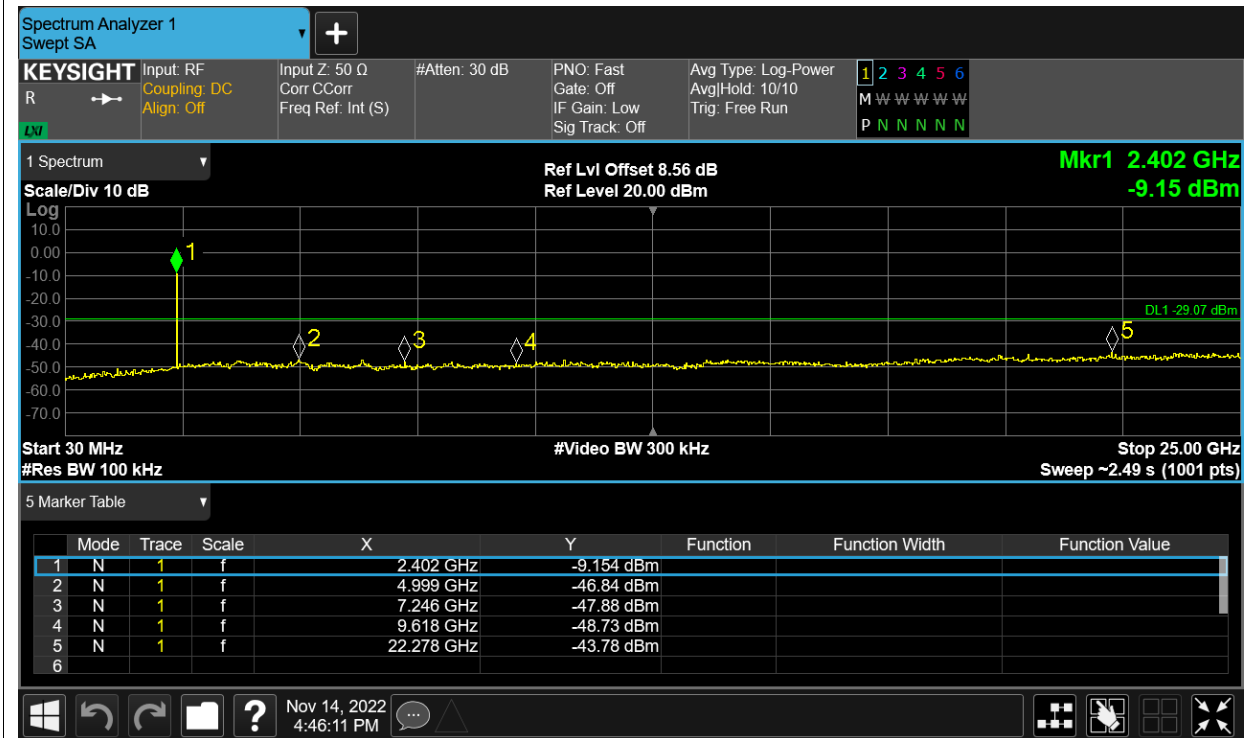 Spectrum Analyzer 1
Swept SA
KEYSIGHT
R
LXI
Input: RF
Coupling: DC
Align: Off
Input Z: 50 Ω
Corr CCorr
Freq Ref: Int (S)
#Atten: 30 dB
PNO: Fast
Gate: Off
IF Gain: Low
Sig Track: Off
Avg Type: Log-Power
Avg|Hold: 10/10
Trig: Free Run
1 2 3 4 5 6
M W W W W W
P N N N N N
1 Spectrum
Scale/Div 10 dB
Ref Lvl Offset 8.56 dB
Ref Level 20.00 dBm
Mkr1 2.402 GHz
-9.15 dBm
Log
10.0
0.00
-10.0
-20.0
-30.0
-40.0
-50.0
-60.0
-70.0
1
2
3
4
5
DL1 -29.07 dBm
Start 30 MHz
#Video BW 300 kHz
Stop 25.00 GHz
#Res BW 100 kHz
Sweep ~2.49 s (1001 pts)
5 Marker Table
Mode Trace Scale X Y Function Function Width Function Value
1 N 1 f 2.402 GHz -9.154 dBm
2 N 1 f 4.999 GHz -46.84 dBm
3 N 1 f 7.246 GHz -47.88 dBm
4 N 1 f 9.618 GHz -48.73 dBm
5 N 1 f 22.278 GHz -43.78 dBm
6
?
Nov 14, 2022
4:46:11 PM